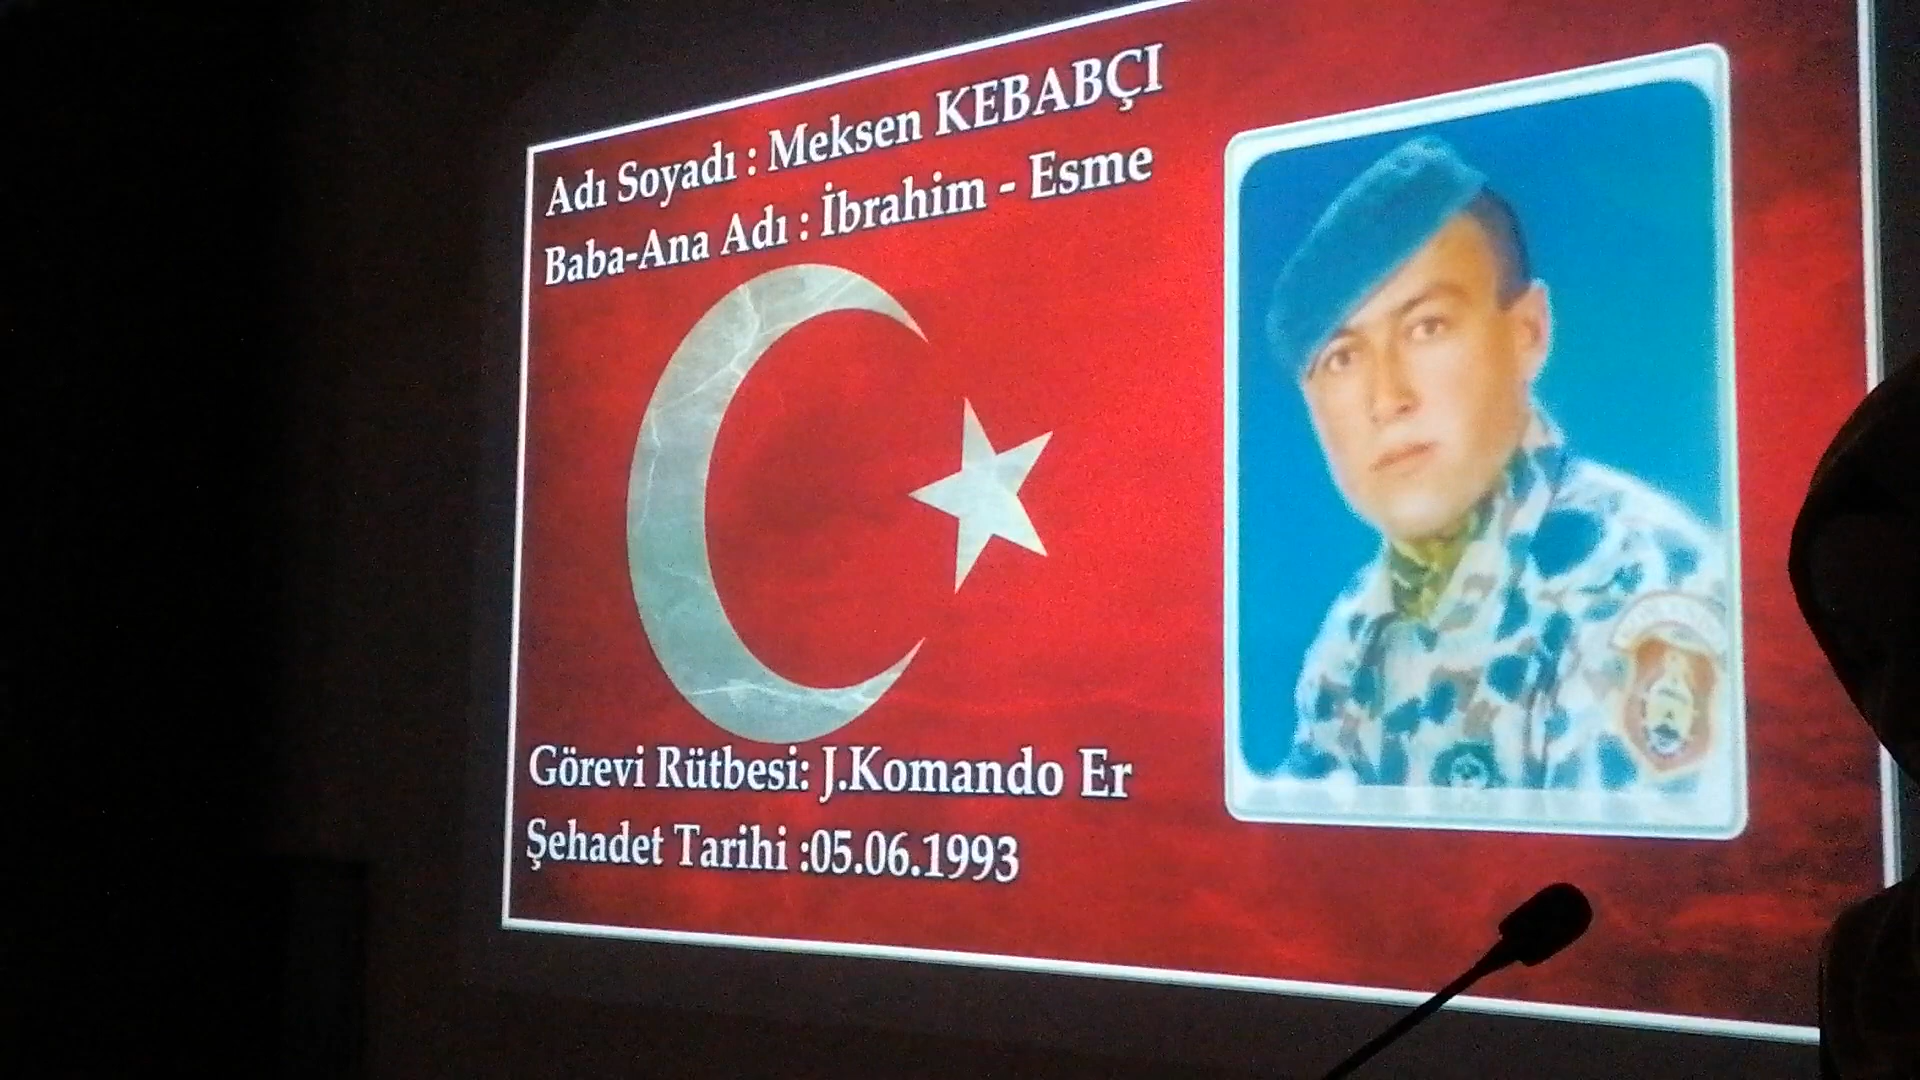 Adı Soyadı : Meksen KEBABÇI
Baba-Ana Adı : İbrahim - Esme
Görevi Rütbesi: J.Komando Er
Şehadet Tarihi :05.06.1993